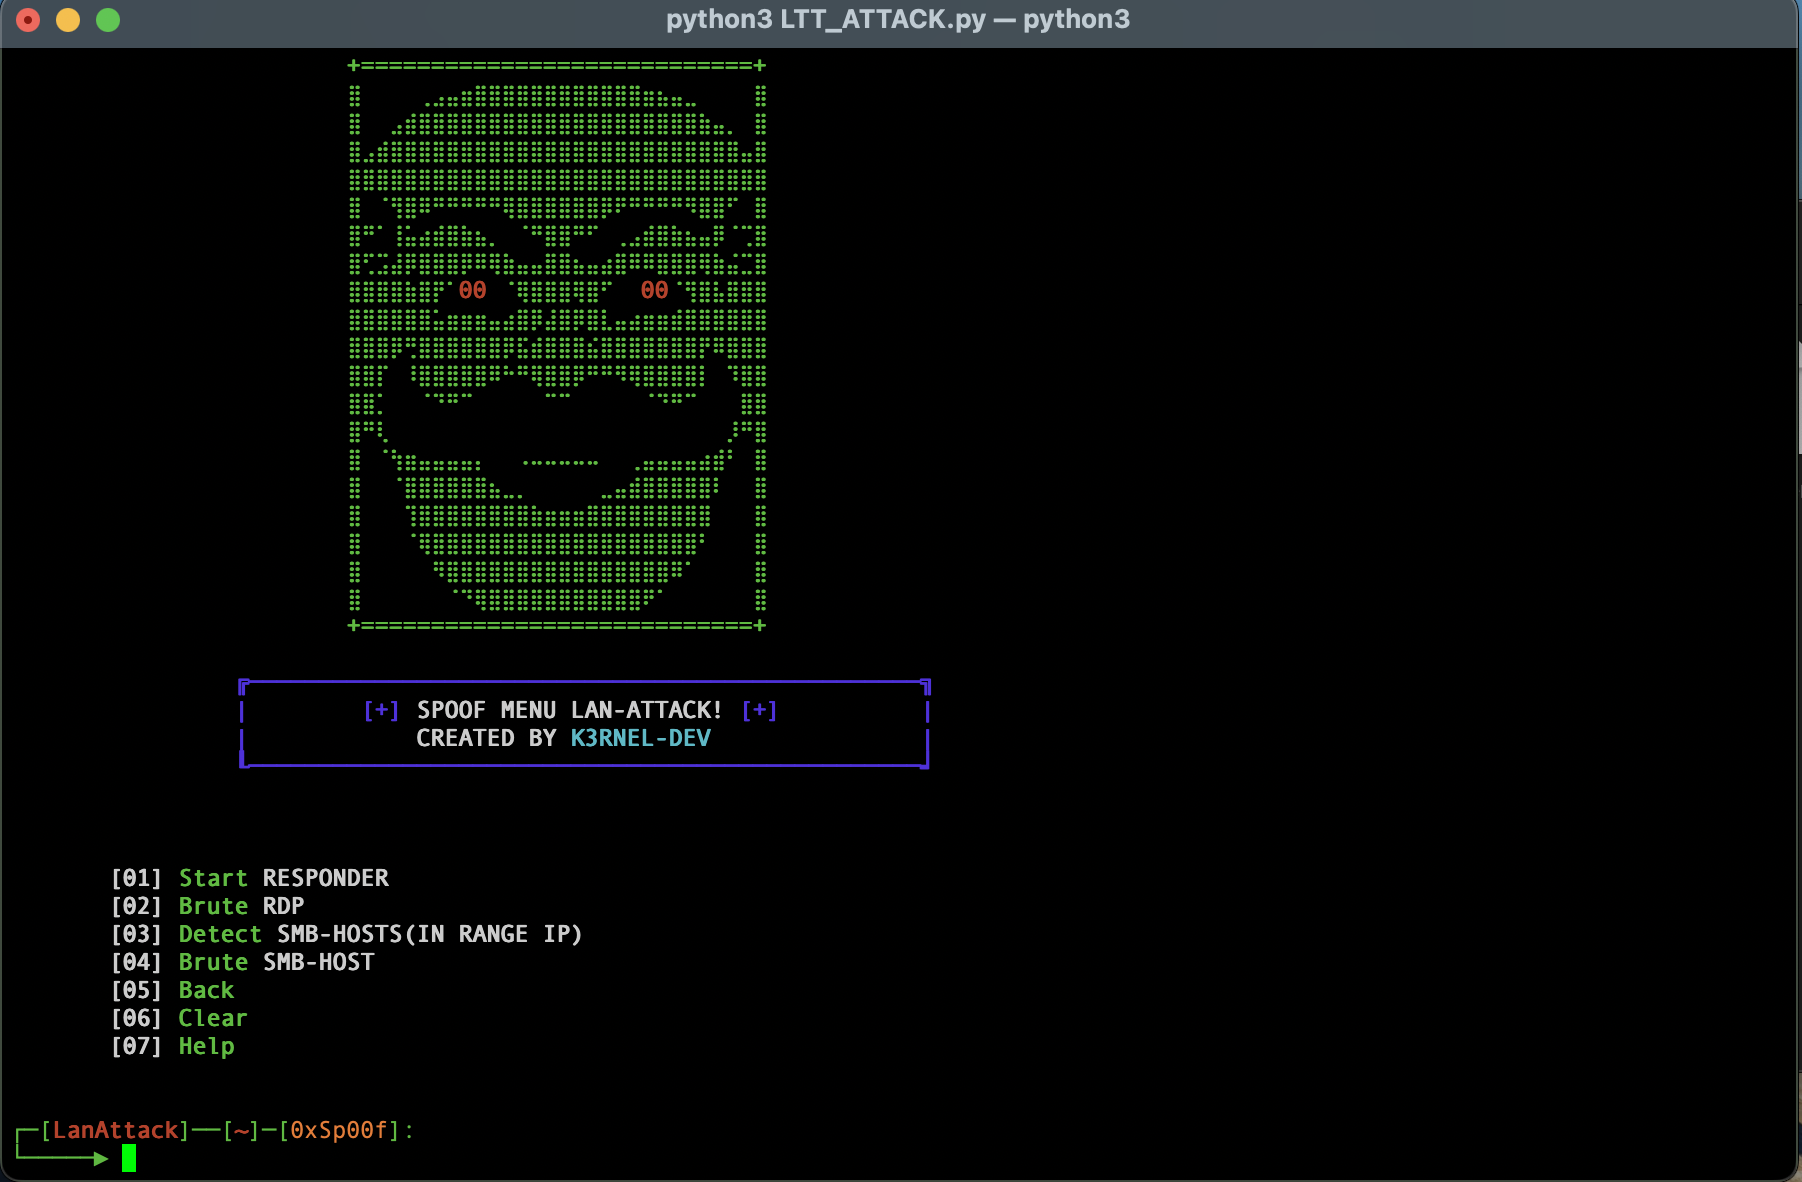 python3 LTT_ATTACK.py — python3
00 00
[+] SPOOF MENU LAN-ATTACK! [+]
CREATED BY K3RNEL-DEV
[01] Start RESPONDER
[02] Brute RDP
[03] Detect SMB-HOSTS(IN RANGE IP)
[04] Brute SMB-HOST
[05] Back
[06] Clear
[07] Help
┌─[LanAttack]──[~]─[0xSp00f]:
└─────►